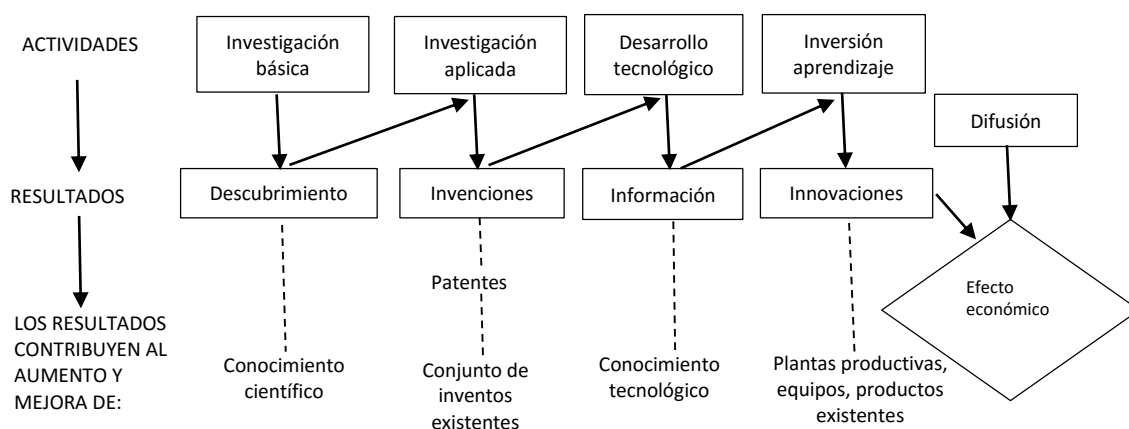 ACTIVIDADES
Investigación
básica
Investigación
aplicada
Desarrollo
tecnológico
Inversión
aprendizaje
Difusión
RESULTADOS
Descubrimiento
Invenciones
Información
Innovaciones
Patentes
Efecto
económico
LOS RESULTADOS
CONTRIBUYEN AL
AUMENTO Y
MEJORA DE:
Conocimiento
científico
Conjunto de
inventos
existentes
Conocimiento
tecnológico
Plantas productivas,
equipos, productos
existentes